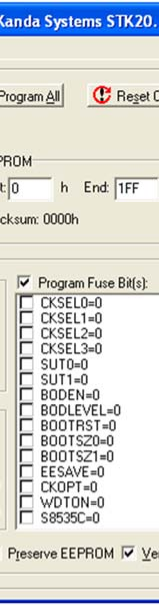 Kanda Systems STK20.
Program All Reset C
PROM
t: 0 h End: 1FF
cksum: 0000h
Program Fuse Bit(s):
CKSEL0=0
CKSEL1=0
CKSEL2=0
CKSEL3=0
SUT0=0
SUT1=0
BODEN=0
BODLEVEL=0
BOOTRST=0
BOOTSZ0=0
BOOTSZ1=0
EESAVE=0
CKOPT=0
WDTON=0
S8535C=0
Preserve EEPROM Ve